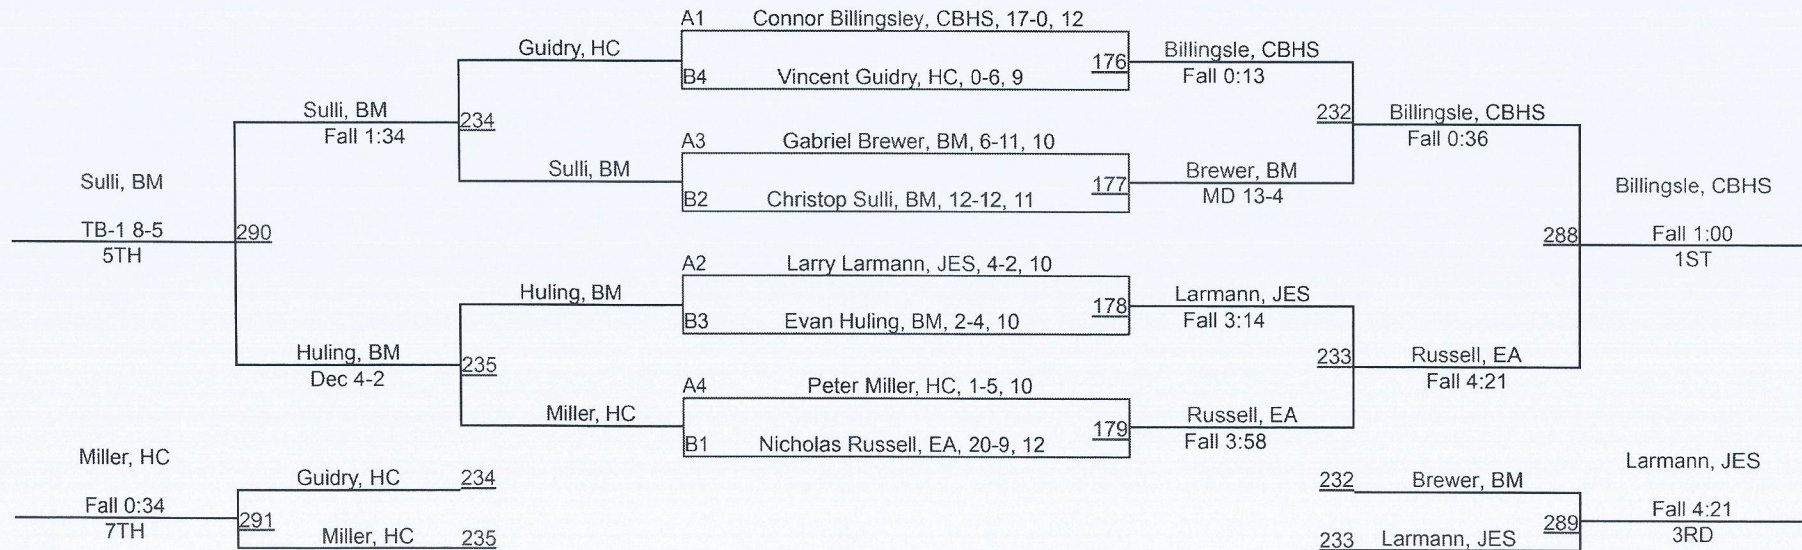 A1 Connor Billingsley, CBHS, 17-0, 12
Guidry, HC
176
Billingsle, CBHS
B4 Vincent Guidry, HC, 0-6, 9
Fall 0:13
Sulli, BM
Fall 1:34
234
232
Billingsle, CBHS
Fall 0:36
A3 Gabriel Brewer, BM, 6-11, 10
Sulli, BM
177
Brewer, BM
B2 Christop Sulli, BM, 12-12, 11
MD 13-4
Sulli, BM
TB-1 8-5
5TH
290
288
Billingsle, CBHS
Fall 1:00
1ST
A2 Larry Larmann, JES, 4-2, 10
Huling, BM
178
Larmann, JES
B3 Evan Huling, BM, 2-4, 10
Fall 3:14
Huling, BM
Dec 4-2
235
233
Russell, EA
Fall 4:21
A4 Peter Miller, HC, 1-5, 10
Miller, HC
179
Russell, EA
B1 Nicholas Russell, EA, 20-9, 12
Fall 3:58
Miller, HC
Fall 0:34
7TH
Guidry, HC 234
291
Miller, HC 235
232 Brewer, BM
289
233 Larmann, JES
Larmann, JES
Fall 4:21
3RD